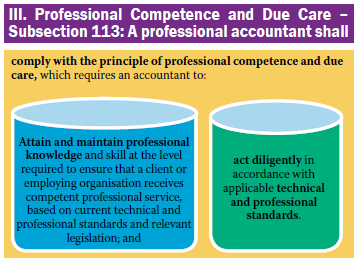 III. Professional Competence and Due Care –
Subsection 113: A professional accountant shall
comply with the principle of professional competence and due
care, which requires an accountant to:
Attain and maintain professional
knowledge and skill at the level
required to ensure that a client or
employing organisation receives
competent professional service,
based on current technical and
professional standards and relevant
legislation; and
act diligently in
accordance with
applicable technical
and professional
standards.